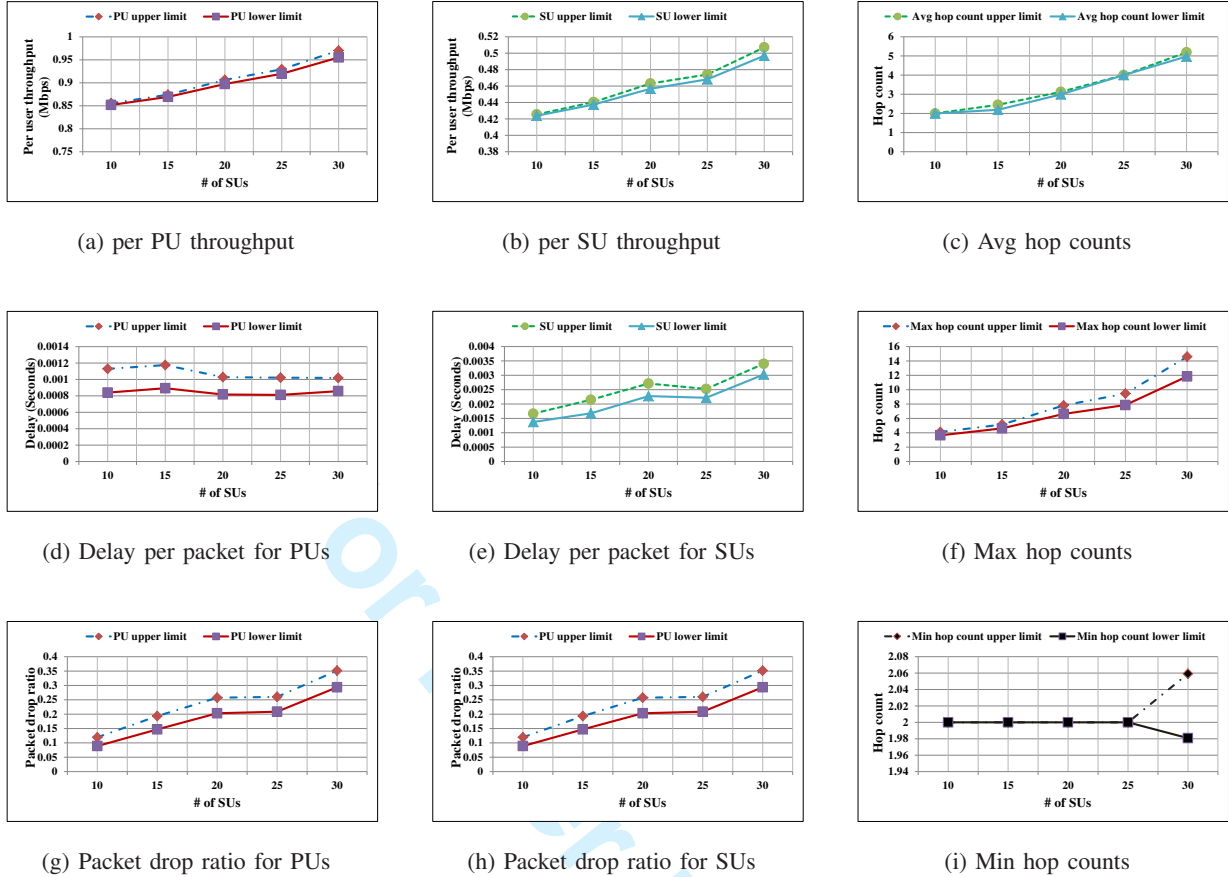 PU upper limit PU lower limit
Per user throughput
(Mbps)
1
0.95
0.9
0.85
0.8
0.75
10 15 20 25 30
# of SUs
(a) per PU throughput
SU upper limit SU lower limit
Per user throughput
(Mbps)
0.52
0.5
0.48
0.46
0.44
0.42
0.4
0.38
10 15 20 25 30
# of SUs
(b) per SU throughput
Avg hop count upper limit Avg hop count lower limit
Hop count
6
5
4
3
2
1
0
10 15 20 25 30
# of SUs
(c) Avg hop counts
PU upper limit PU lower limit
Delay (Seconds)
0.0014
0.0012
0.001
0.0008
0.0006
0.0004
0.0002
0
10 15 20 25 30
# of SUs
(d) Delay per packet for PUs
SU upper limit SU lower limit
Delay (Seconds)
0.004
0.0035
0.003
0.0025
0.002
0.0015
0.001
0.0005
0
10 15 20 25 30
# of SUs
(e) Delay per packet for SUs
Max hop count upper limit Max hop count lower limit
Hop count
16
14
12
10
8
6
4
2
0
10 15 20 25 30
# of SUs
(f) Max hop counts
PU upper limit PU lower limit
Packet drop ratio
0.4
0.35
0.3
0.25
0.2
0.15
0.1
0.05
0
10 15 20 25 30
# of SUs
(g) Packet drop ratio for PUs
PU upper limit PU lower limit
Packet drop ratio
0.4
0.35
0.3
0.25
0.2
0.15
0.1
0.05
0
10 15 20 25 30
# of SUs
(h) Packet drop ratio for SUs
Min hop count upper limit Min hop count lower limit
Hop count
2.08
2.06
2.04
2.02
2
1.98
1.96
1.94
10 15 20 25 30
# of SUs
(i) Min hop counts